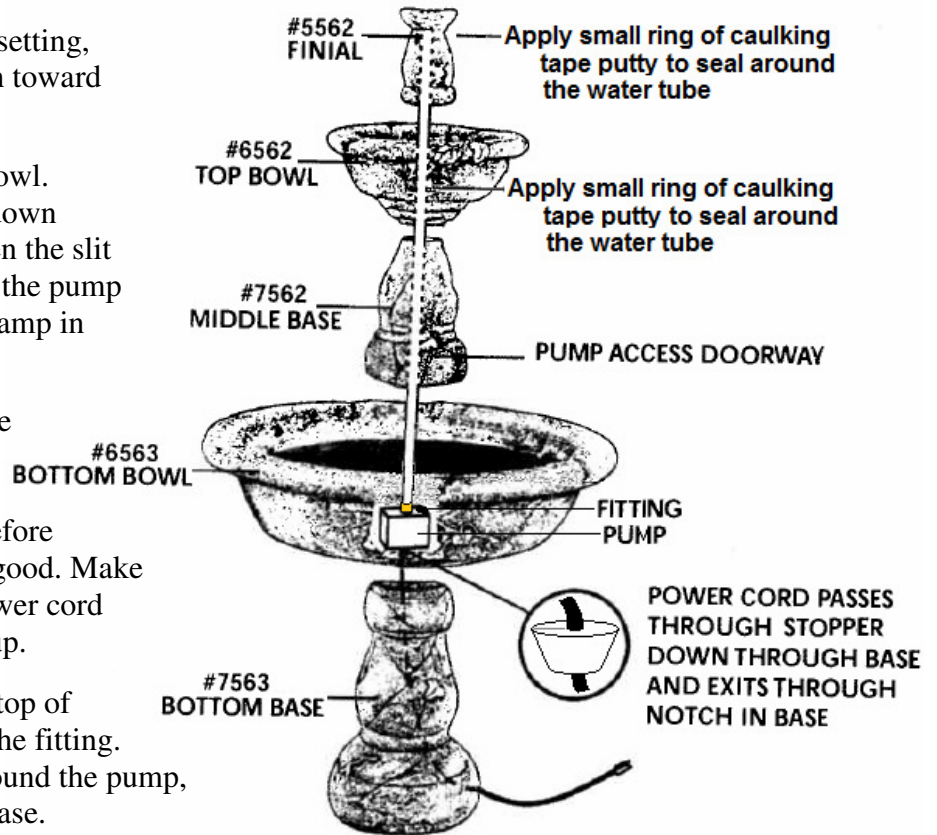 setting,
n toward
owl.
own
en the slit
the pump
amp in
e
efore
good. Make
wer cord
up.
top of
he fitting.
ound the pump,
ase.
#5562
FINIAL
Apply small ring of caulking
tape putty to seal around
the water tube
#6562
TOP BOWL
Apply small ring of caulking
tape putty to seal around
the water tube
#7562
MIDDLE BASE
PUMP ACCESS DOORWAY
#6563
BOTTOM BOWL
FITTING
PUMP
POWER CORD PASSES
THROUGH STOPPER
DOWN THROUGH BASE
AND EXITS THROUGH
NOTCH IN BASE
#7563
BOTTOM BASE